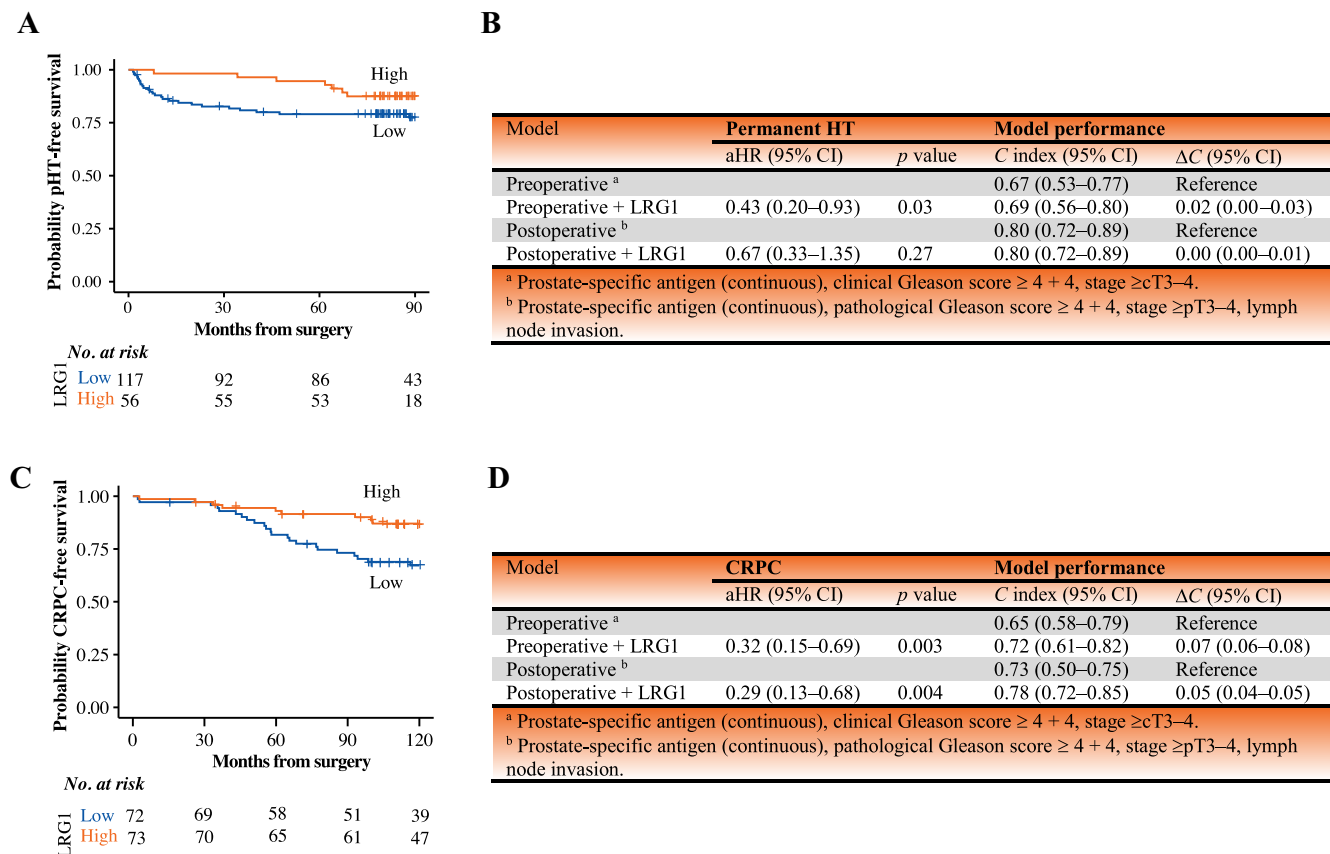 A
1.00
0.75
0.50
0.25
0.00
Probability pHT-free survival
High
Low
0 30 60 90
Months from surgery
No. at risk
LRG1
Low 117 92 86 43
High 56 55 53 18
B
Model Permanent HT Model performance
aHR (95% CI) p value C index (95% CI) ΔC (95% CI)
Preoperative a 0.67 (0.53–0.77) Reference
Preoperative + LRG1 0.43 (0.20–0.93) 0.03 0.69 (0.56–0.80) 0.02 (0.00–0.03)
Postoperative b 0.80 (0.72–0.89) Reference
Postoperative + LRG1 0.67 (0.33–1.35) 0.27 0.80 (0.72–0.89) 0.00 (0.00–0.01)
a Prostate-specific antigen (continuous), clinical Gleason score ≥ 4 + 4, stage ≥cT3–4.
b Prostate-specific antigen (continuous), pathological Gleason score ≥ 4 + 4, stage ≥pT3–4, lymph
node invasion.
C
1.00
0.75
0.50
0.25
0.00
Probability CRPC-free survival
High
Low
0 30 60 90 120
Months from surgery
No. at risk
LRG1
Low 72 69 58 51 39
High 73 70 65 61 47
D
Model CRPC Model performance
aHR (95% CI) p value C index (95% CI) ΔC (95% CI)
Preoperative a 0.65 (0.58–0.79) Reference
Preoperative + LRG1 0.32 (0.15–0.69) 0.003 0.72 (0.61–0.82) 0.07 (0.06–0.08)
Postoperative b 0.73 (0.50–0.75) Reference
Postoperative + LRG1 0.29 (0.13–0.68) 0.004 0.78 (0.72–0.85) 0.05 (0.04–0.05)
a Prostate-specific antigen (continuous), clinical Gleason score ≥ 4 + 4, stage ≥cT3–4.
b Prostate-specific antigen (continuous), pathological Gleason score ≥ 4 + 4, stage ≥pT3–4, lymph
node invasion.